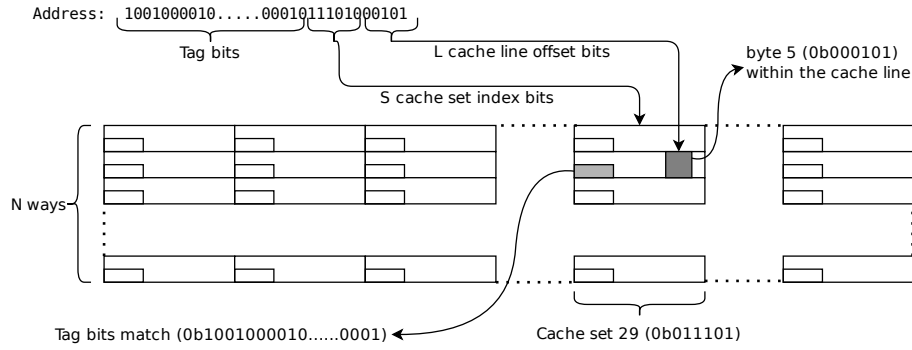 Address: 1001000010.....0001011101000101
Tag bits
L cache line offset bits
byte 5 (0b000101)
within the cache line
S cache set index bits
N ways
Tag bits match (0b1001000010......0001)
Cache set 29 (0b011101)